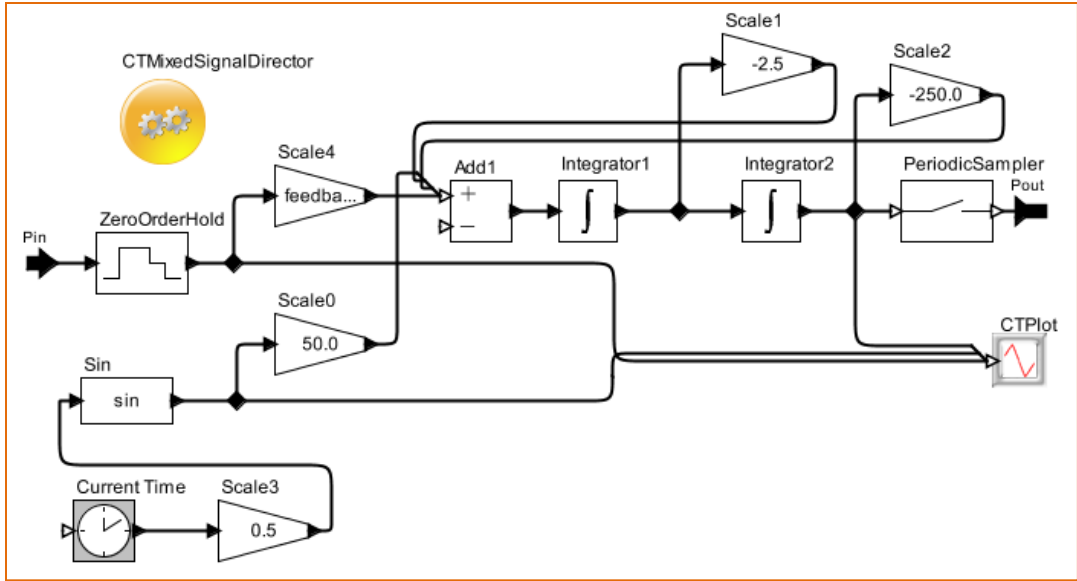 Scale1
-2.5
Scale2
-250.0
CTMixedSignalDirector
Scale4
feedba...
Add1
+
−
Integrator1
∫
Integrator2
∫
PeriodicSampler
Pout
ZeroOrderHold
Pin
Scale0
50.0
CTPlot
Sin
sin
Current Time
Scale3
0.5